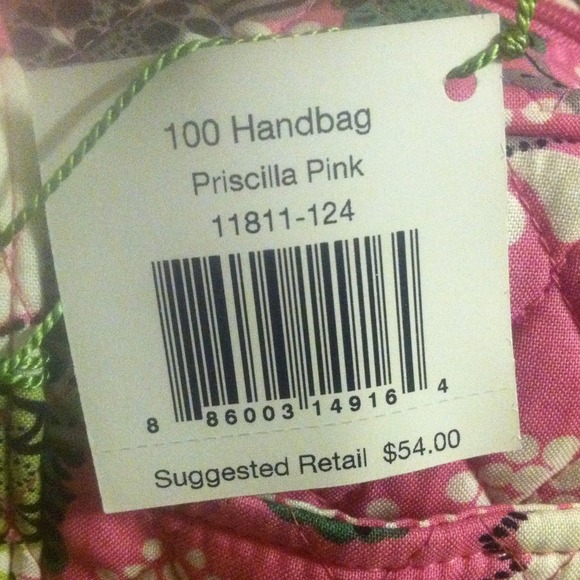 100 Handbag
Priscilla Pink
11811-124
8 86003 14916 4
Suggested Retail $54.00